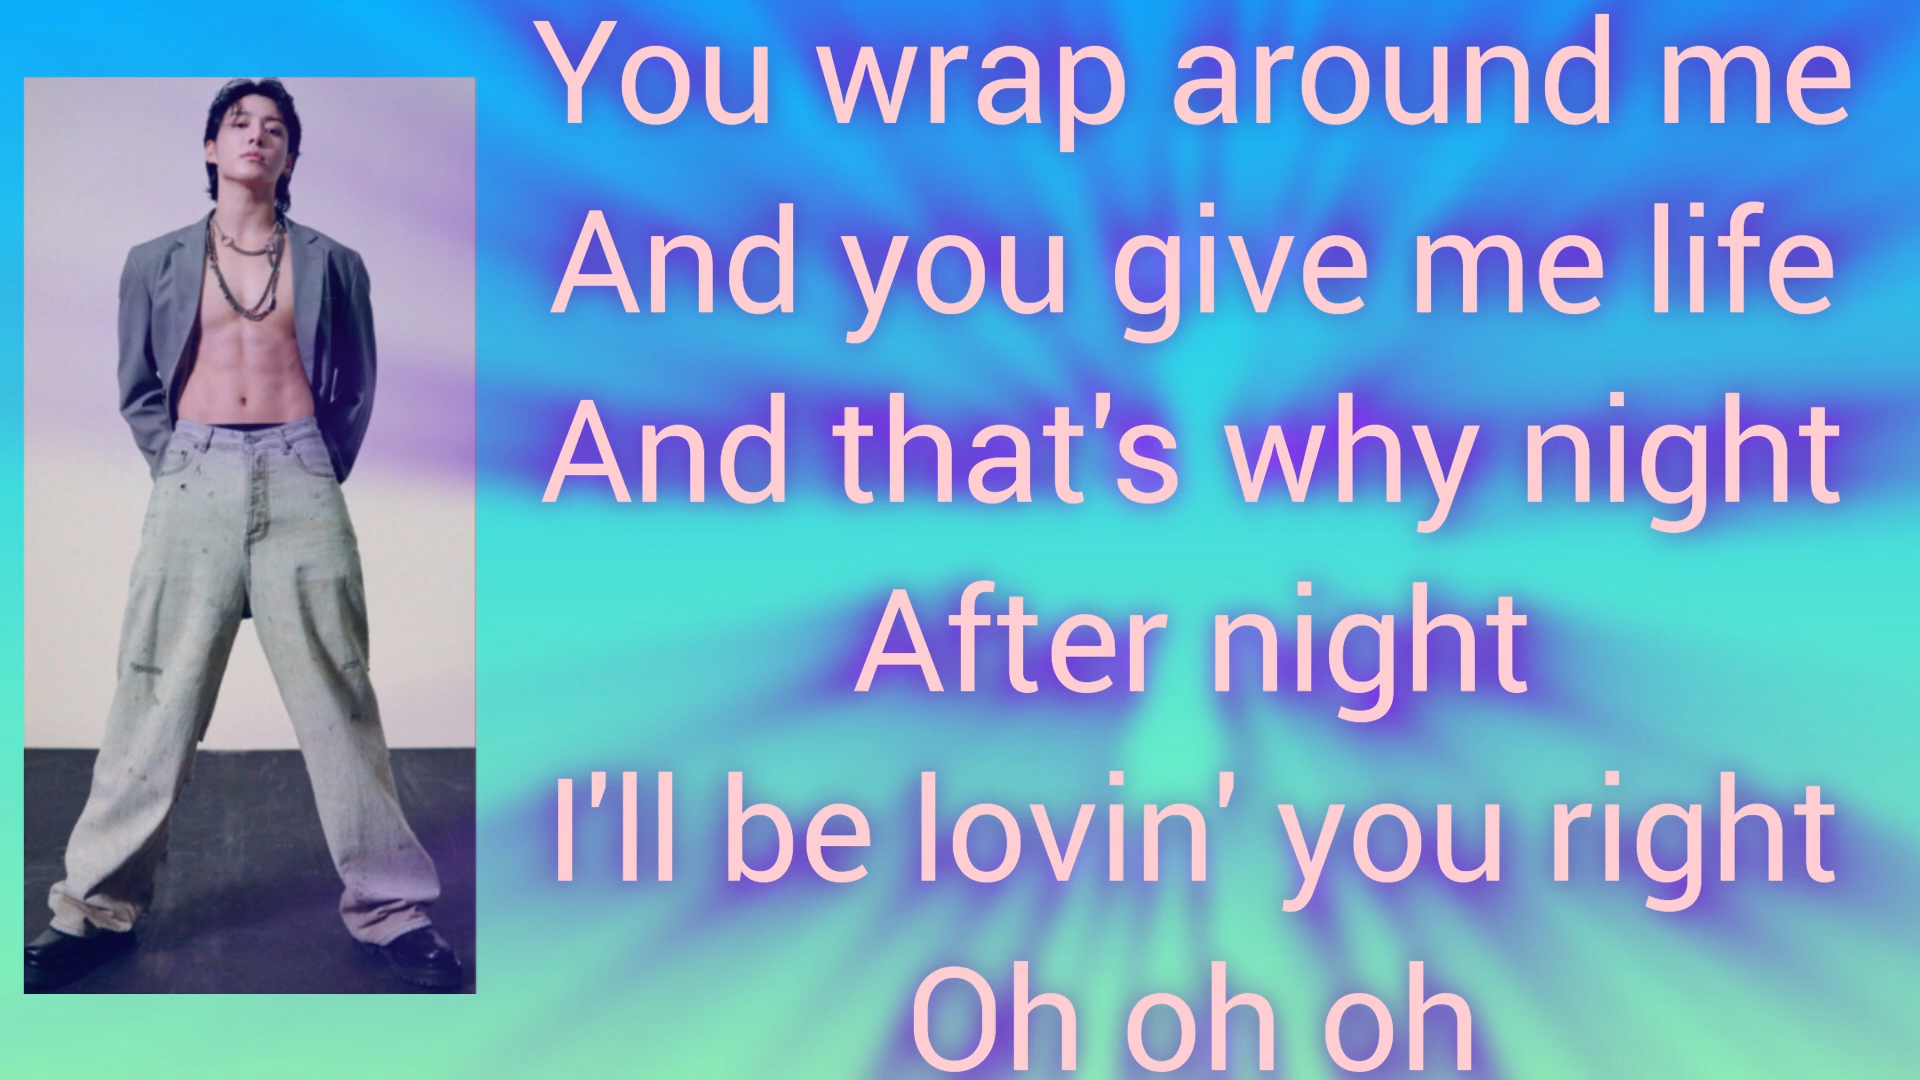 You wrap around me
And you give me life
And that's why night
After night
I'll be lovin' you right
Oh oh oh